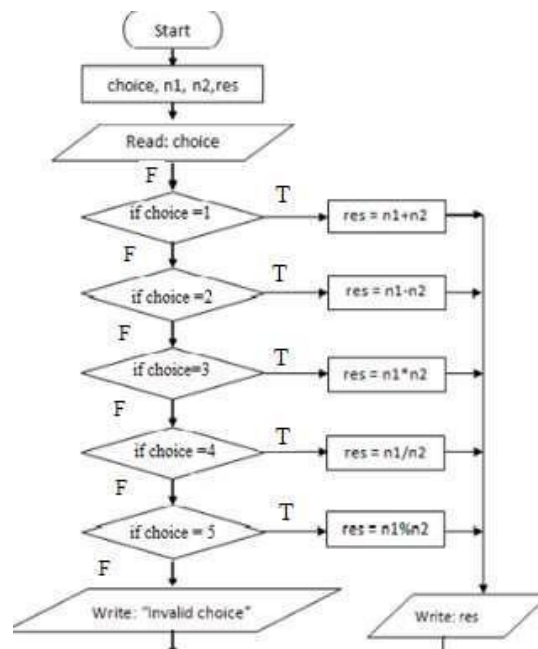 Start
choice, n1, n2,res
Read: choice
F
if choice =1
T
res = n1+n2
F
if choice =2
T
res = n1-n2
F
if choice=3
T
res = n1*n2
F
if choice =4
T
res = n1/n2
F
if choice = 5
T
res = n1%n2
F
Write: "Invalid choice"
Write: res